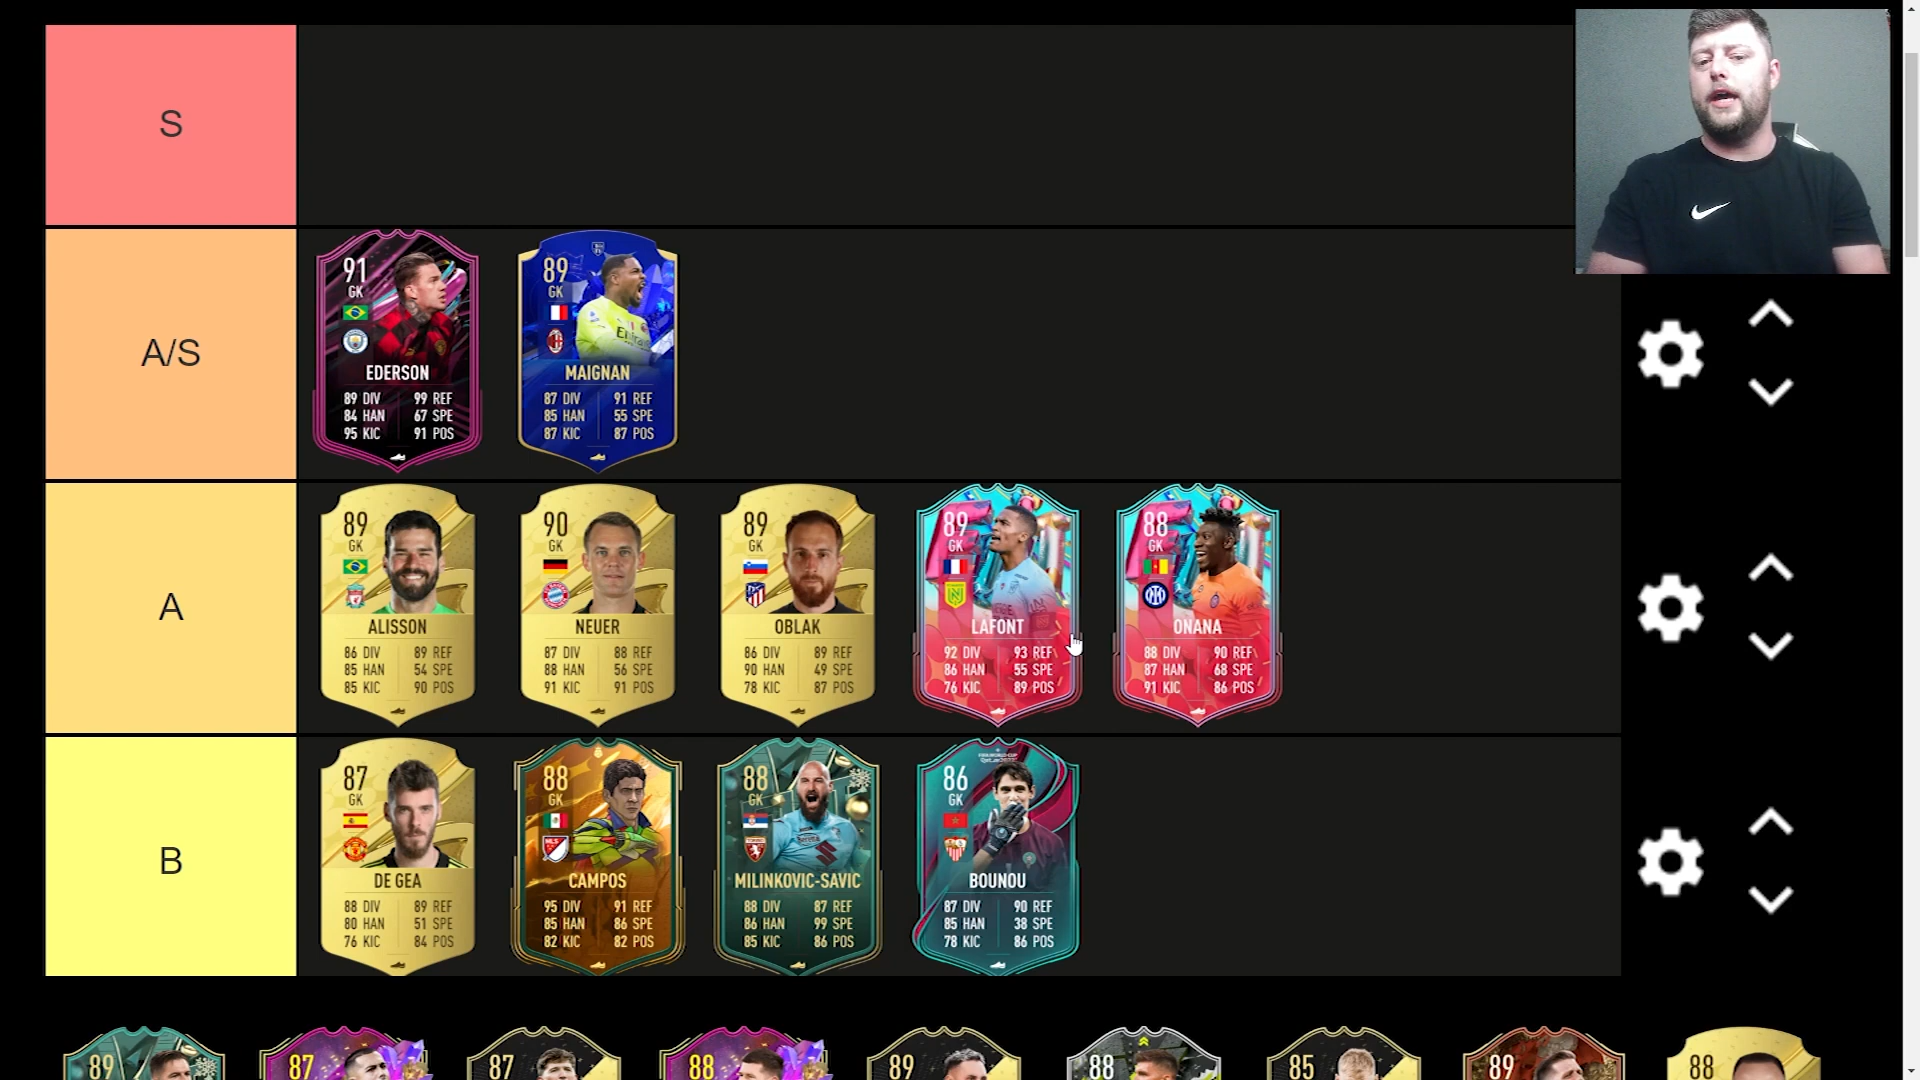 S
A/S
91
GK
EDERSON
89 DIV 99 REF
84 HAN 67 SPE
95 KIC 91 POS
89
GK
MAIGNAN
87 DIV 91 REF
85 HAN 55 SPE
87 KIC 87 POS
A
89
GK
ALISSON
86 DIV 89 REF
85 HAN 54 SPE
85 KIC 90 POS
90
GK
NEUER
87 DIV 88 REF
88 HAN 56 SPE
91 KIC 91 POS
89
GK
OBLAK
86 DIV 89 REF
90 HAN 49 SPE
78 KIC 87 POS
89
GK
LAFONT
92 DIV 93 REF
86 HAN 55 SPE
76 KIC 89 POS
88
GK
ONANA
88 DIV 90 REF
87 HAN 68 SPE
91 KIC 86 POS
B
87
GK
DE GEA
88 DIV 89 REF
80 HAN 51 SPE
76 KIC 84 POS
88
GK
CAMPOS
95 DIV 91 REF
85 HAN 86 SPE
82 KIC 82 POS
88
GK
MILINKOVIC-SAVIC
88 DIV 87 REF
86 HAN 99 SPE
85 KIC 86 POS
86
GK
BOUNOU
87 DIV 90 REF
85 HAN 38 SPE
78 KIC 86 POS
89
87
87
88
89
88
85
89
88